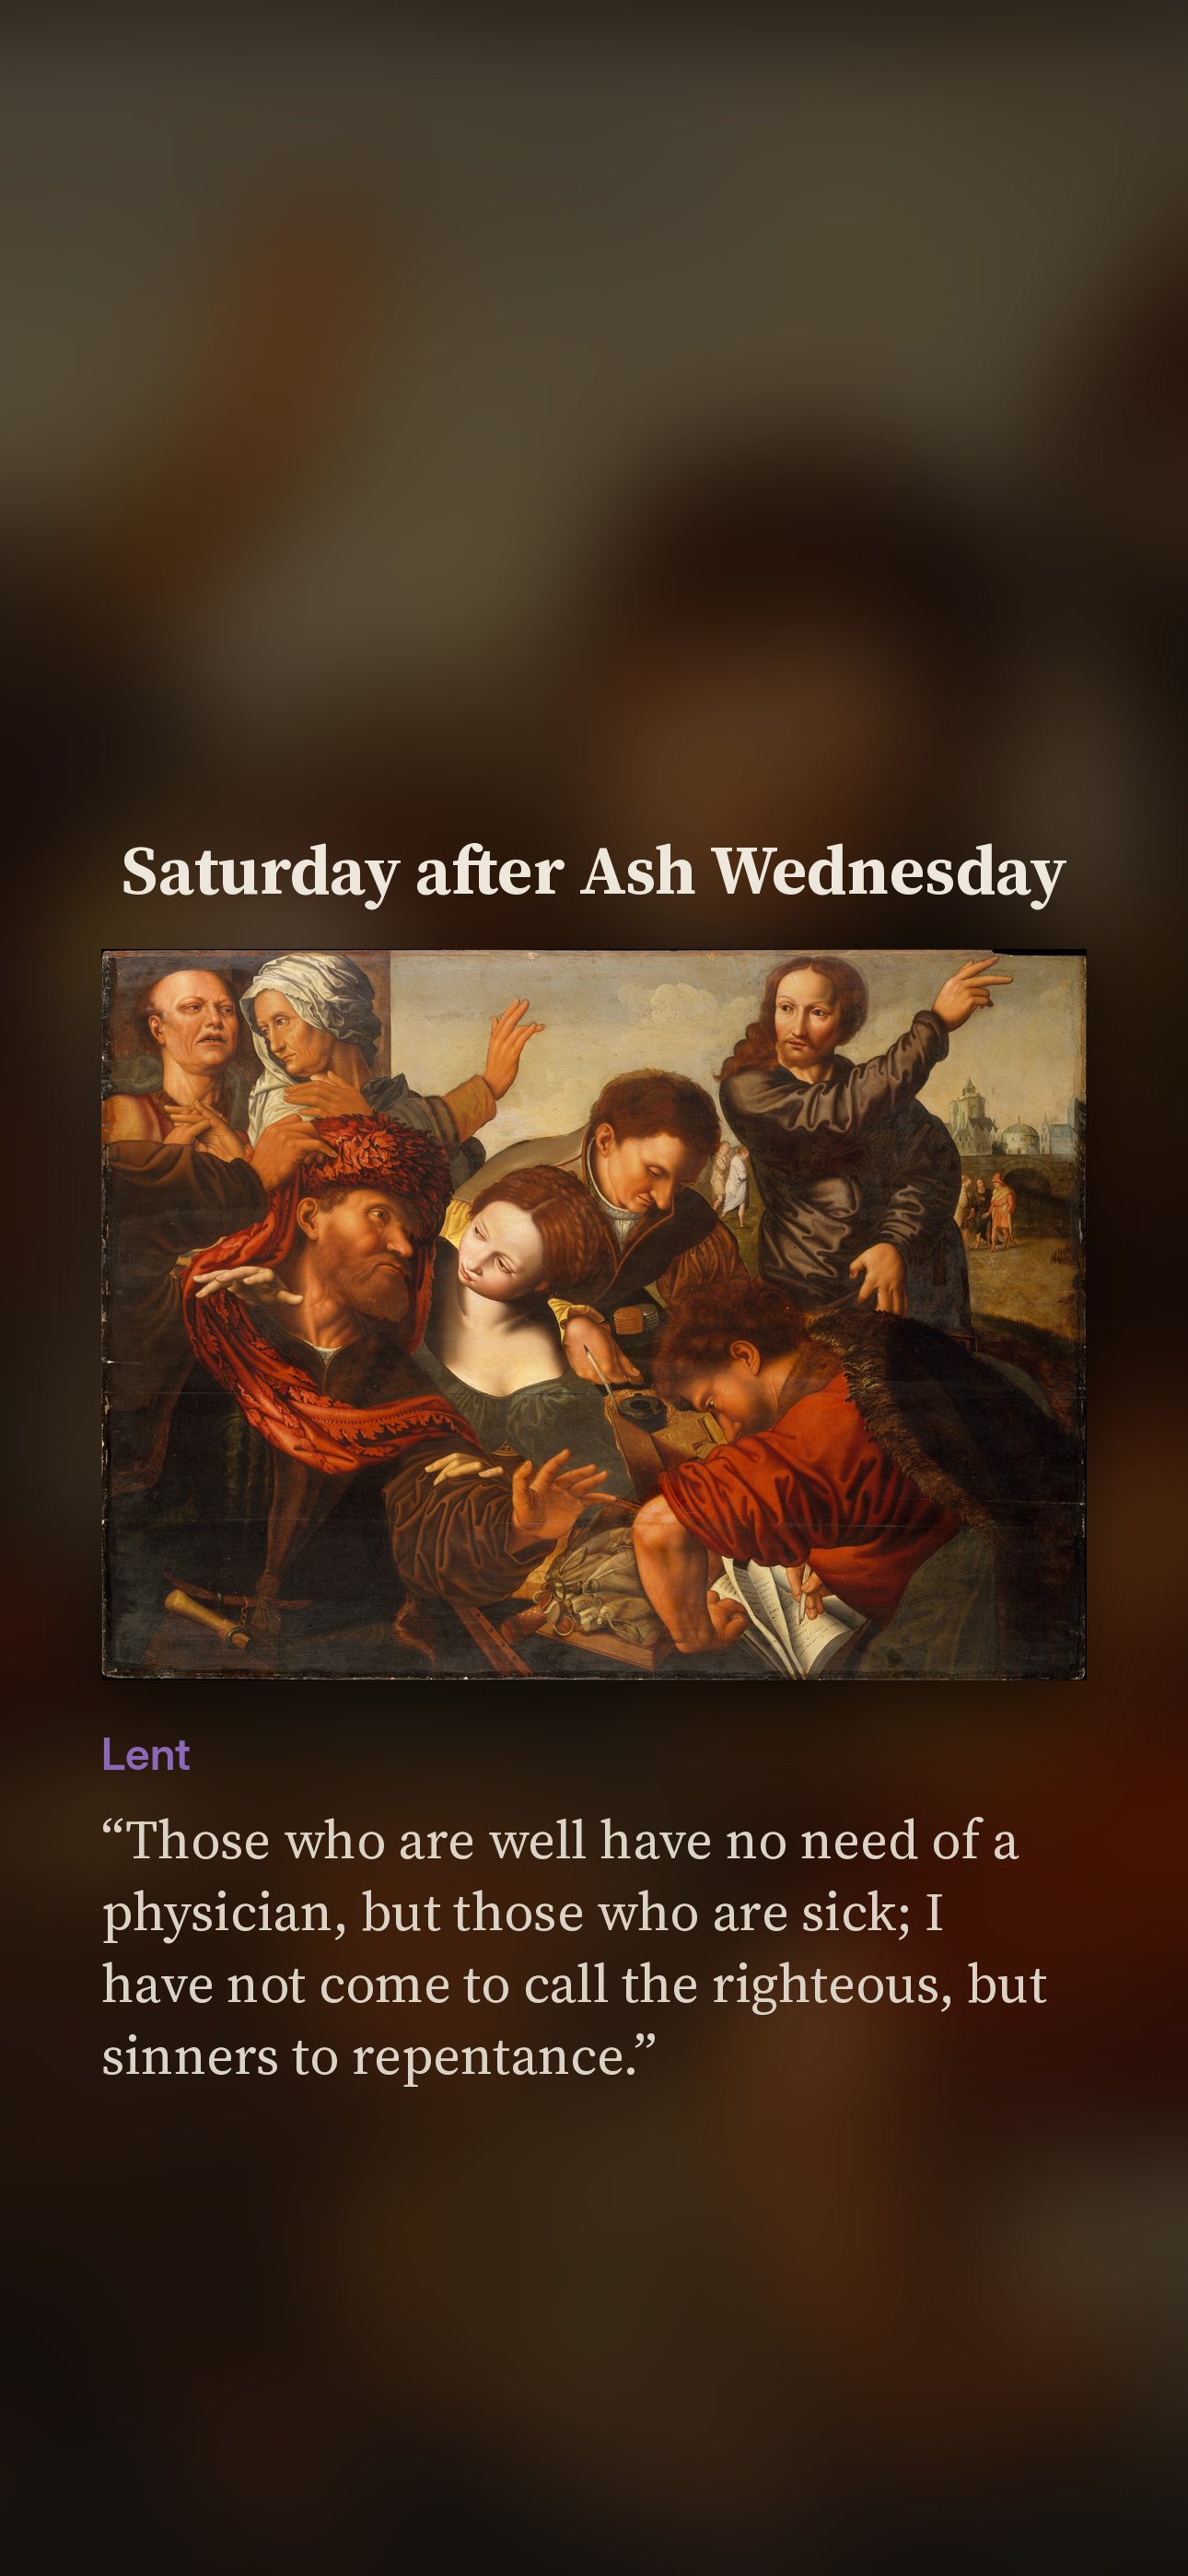 Saturday after Ash Wednesday
Lent
“Those who are well have no need of a
physician, but those who are sick; I
have not come to call the righteous, but
sinners to repentance.”